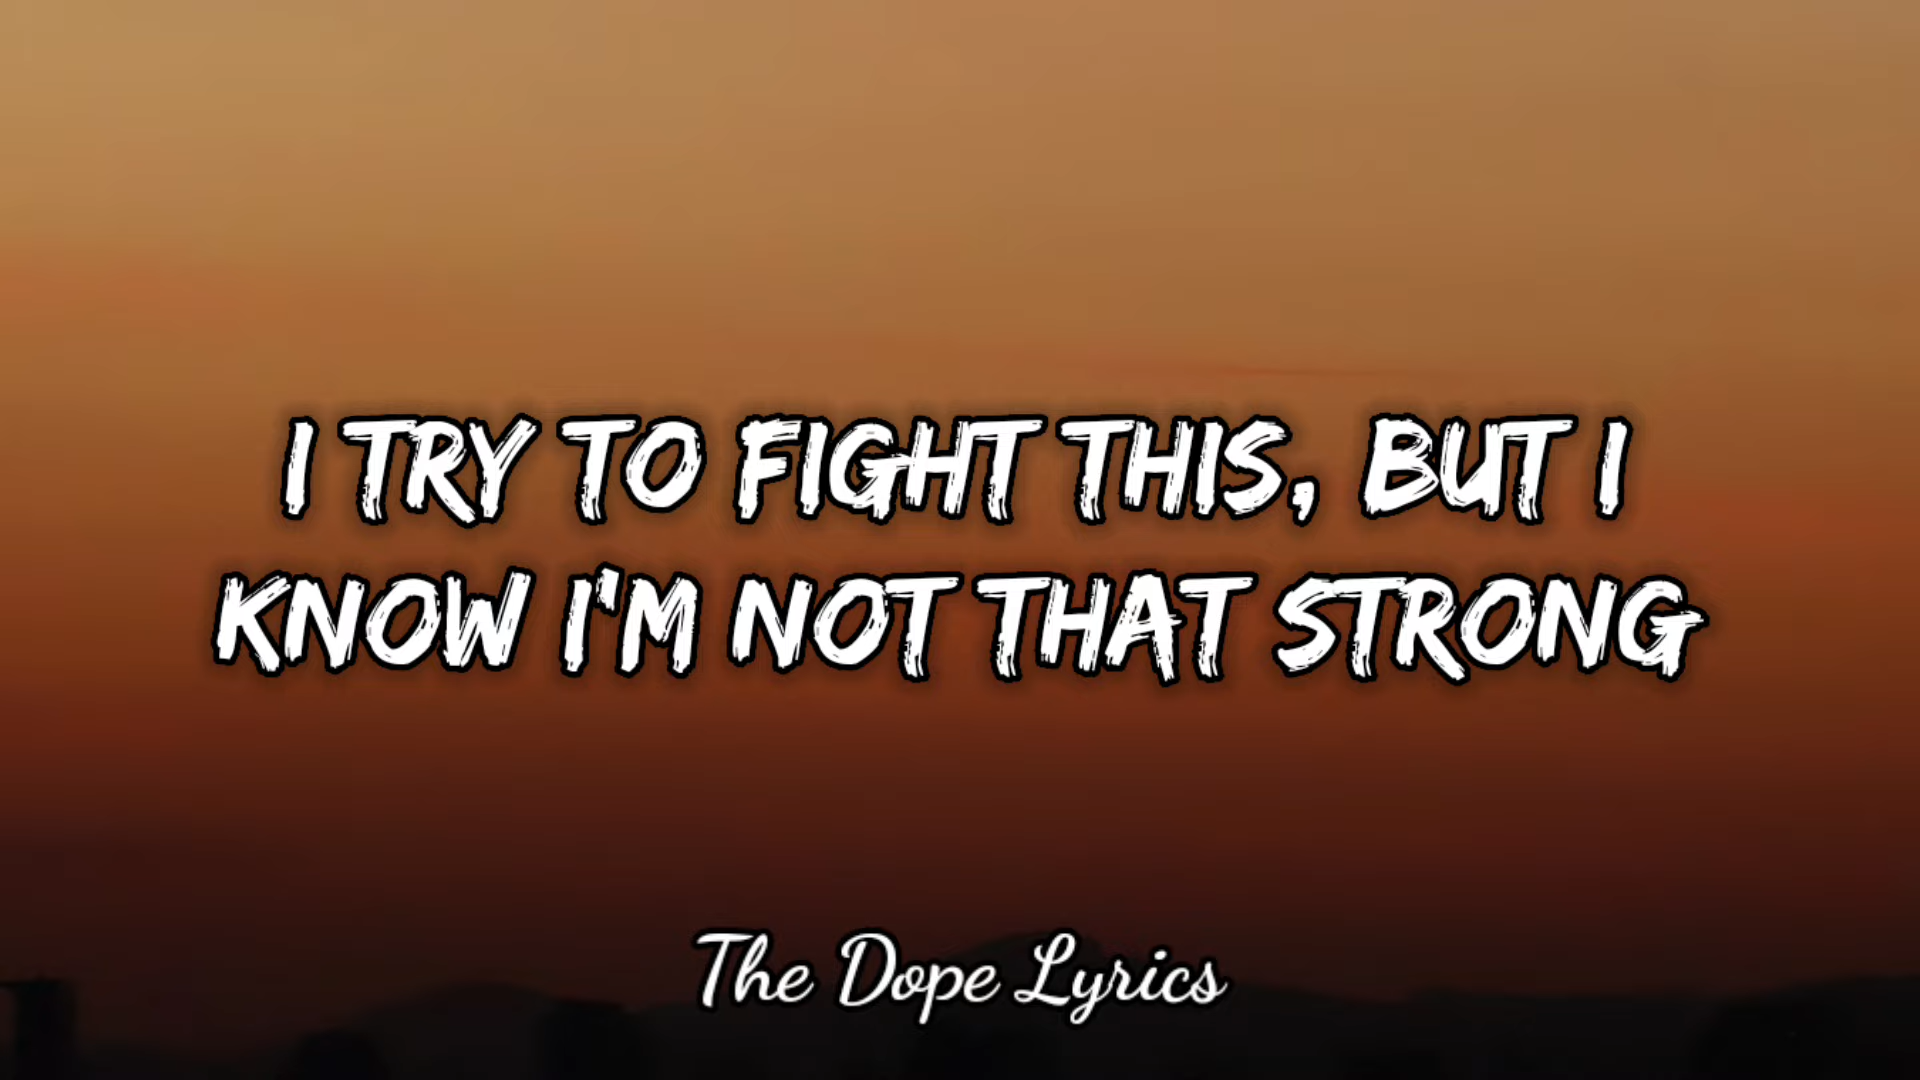 I TRY TO FIGHT THIS, BUT I
KNOW I'M NOT THAT STRONG
The Dope Lyrics